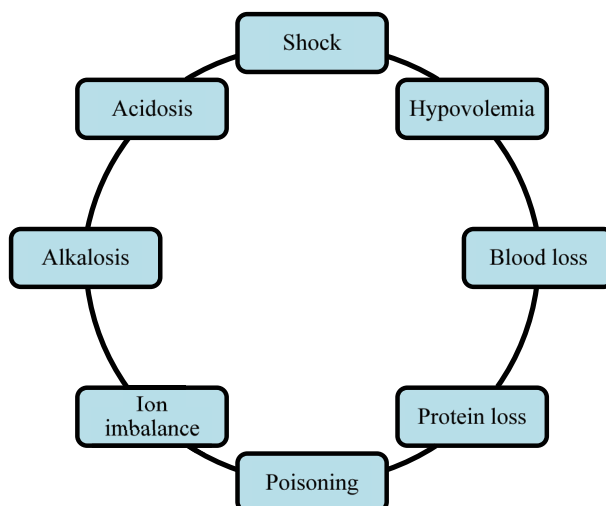 Shock
Hypovolemia
Blood loss
Protein loss
Poisoning
Ion
imbalance
Alkalosis
Acidosis